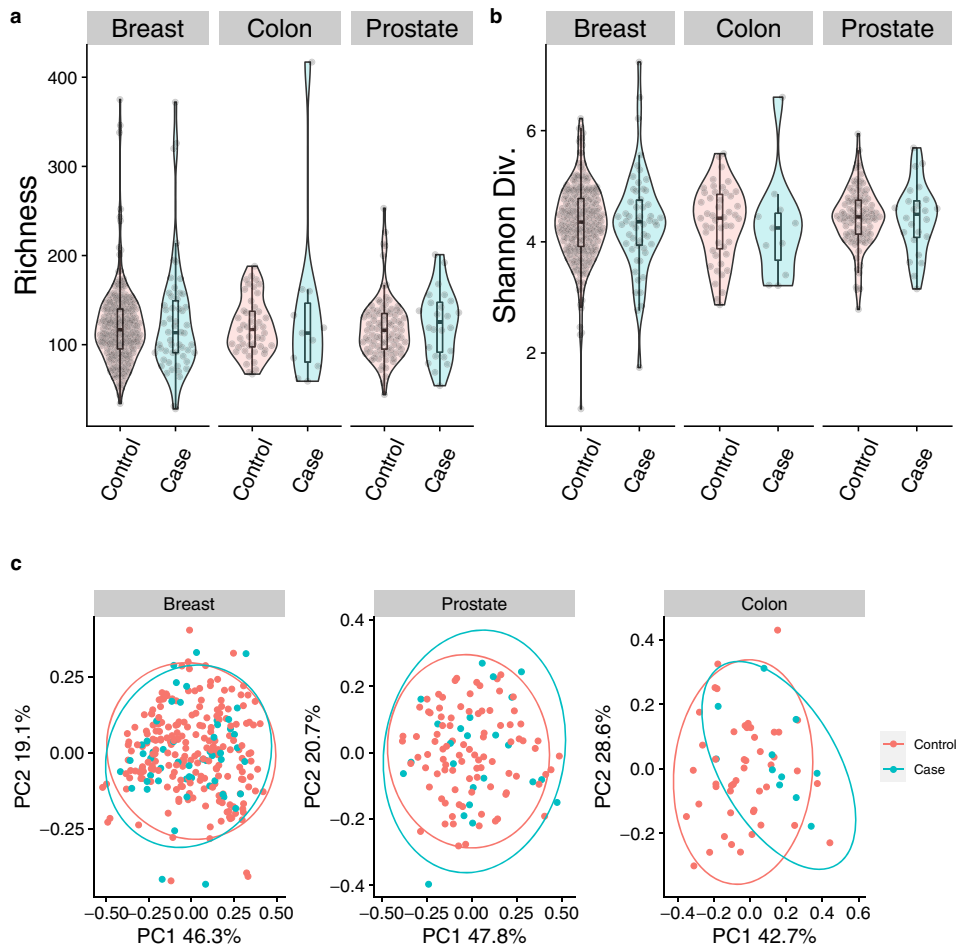 a
Breast Colon Prostate
Richness
400
300
200
100
Control Case Control Case Control Case
b
Breast Colon Prostate
Shannon Div.
6
4
2
Control Case Control Case Control Case
c
Breast
PC2 19.1%
0.25
0.00
−0.25
−0.50 −0.25 0.00 0.25 0.50
PC1 46.3%
Prostate
PC2 20.7%
0.4
0.2
0.0
−0.2
−0.4
−0.50 −0.25 0.00 0.25 0.50
PC1 47.8%
Colon
PC2 28.6%
0.4
0.2
0.0
−0.2
−0.4 −0.2 0.0 0.2 0.4 0.6
PC1 42.7%
Control
Case